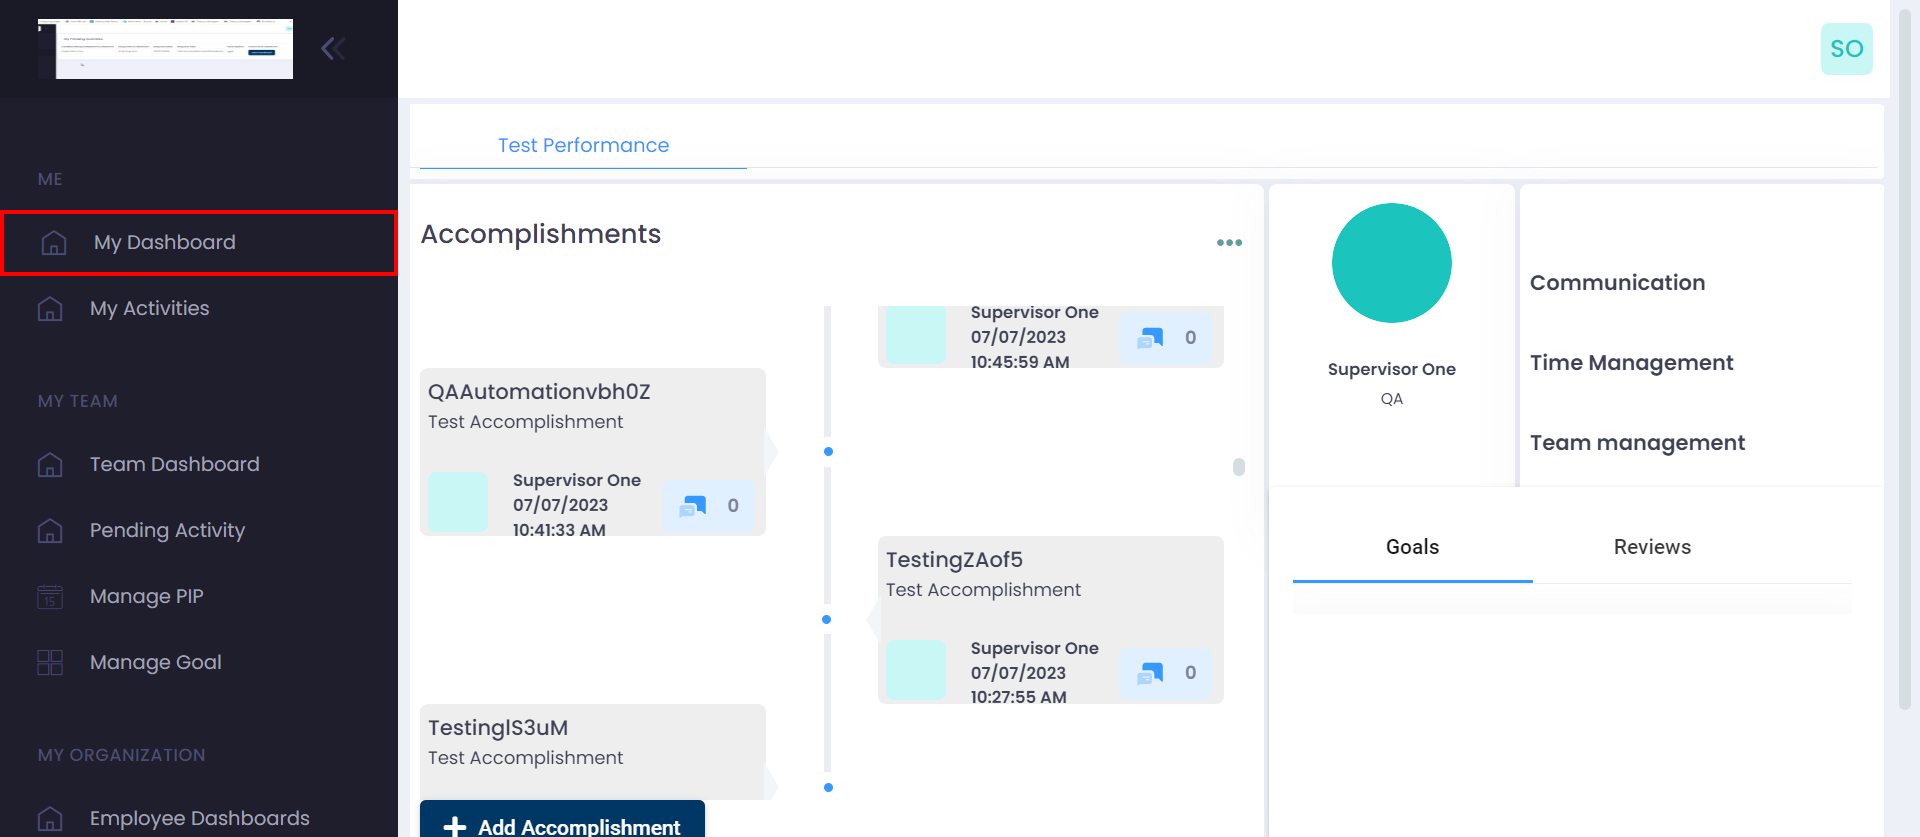 SO
ME
My Dashboard
My Activities
MY TEAM
Team Dashboard
Pending Activity
15
Manage PIP
Manage Goal
MY ORGANIZATION
Employee Dashboards
Test Performance
Accomplishments
Supervisor One
07/07/2023
10:45:59 AM
0
QAAutomationvbh0Z
Test Accomplishment
Supervisor One
07/07/2023
10:41:33 AM
0
TestingZAof5
Test Accomplishment
Supervisor One
07/07/2023
10:27:55 AM
0
TestinglS3uM
Test Accomplishment
Add Accomplishment
Supervisor One
QA
Communication
Time Management
Team management
Goals
Reviews